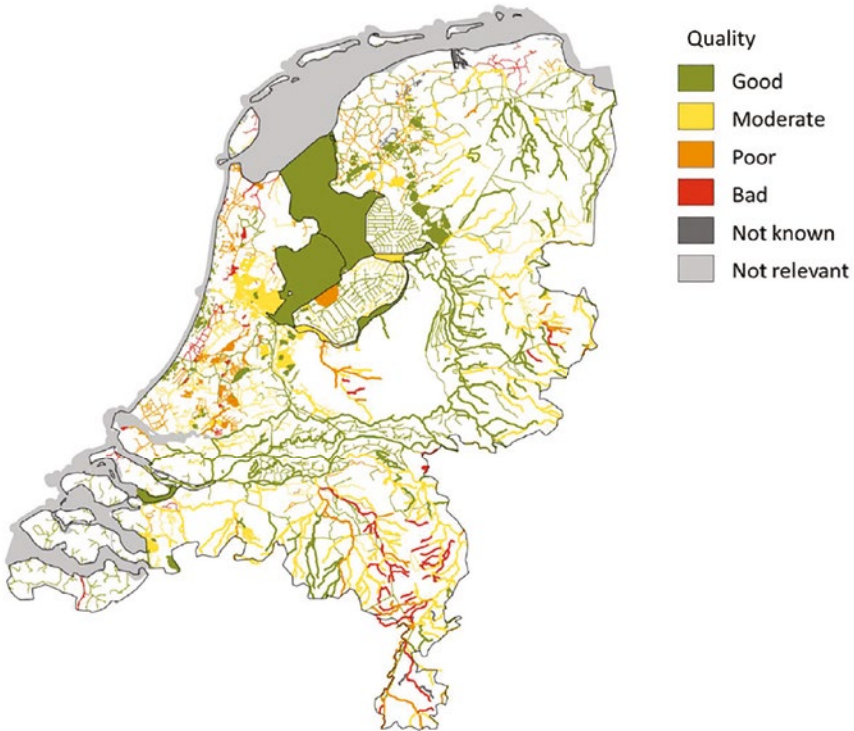 Quality
Good
Moderate
Poor
Bad
Not known
Not relevant